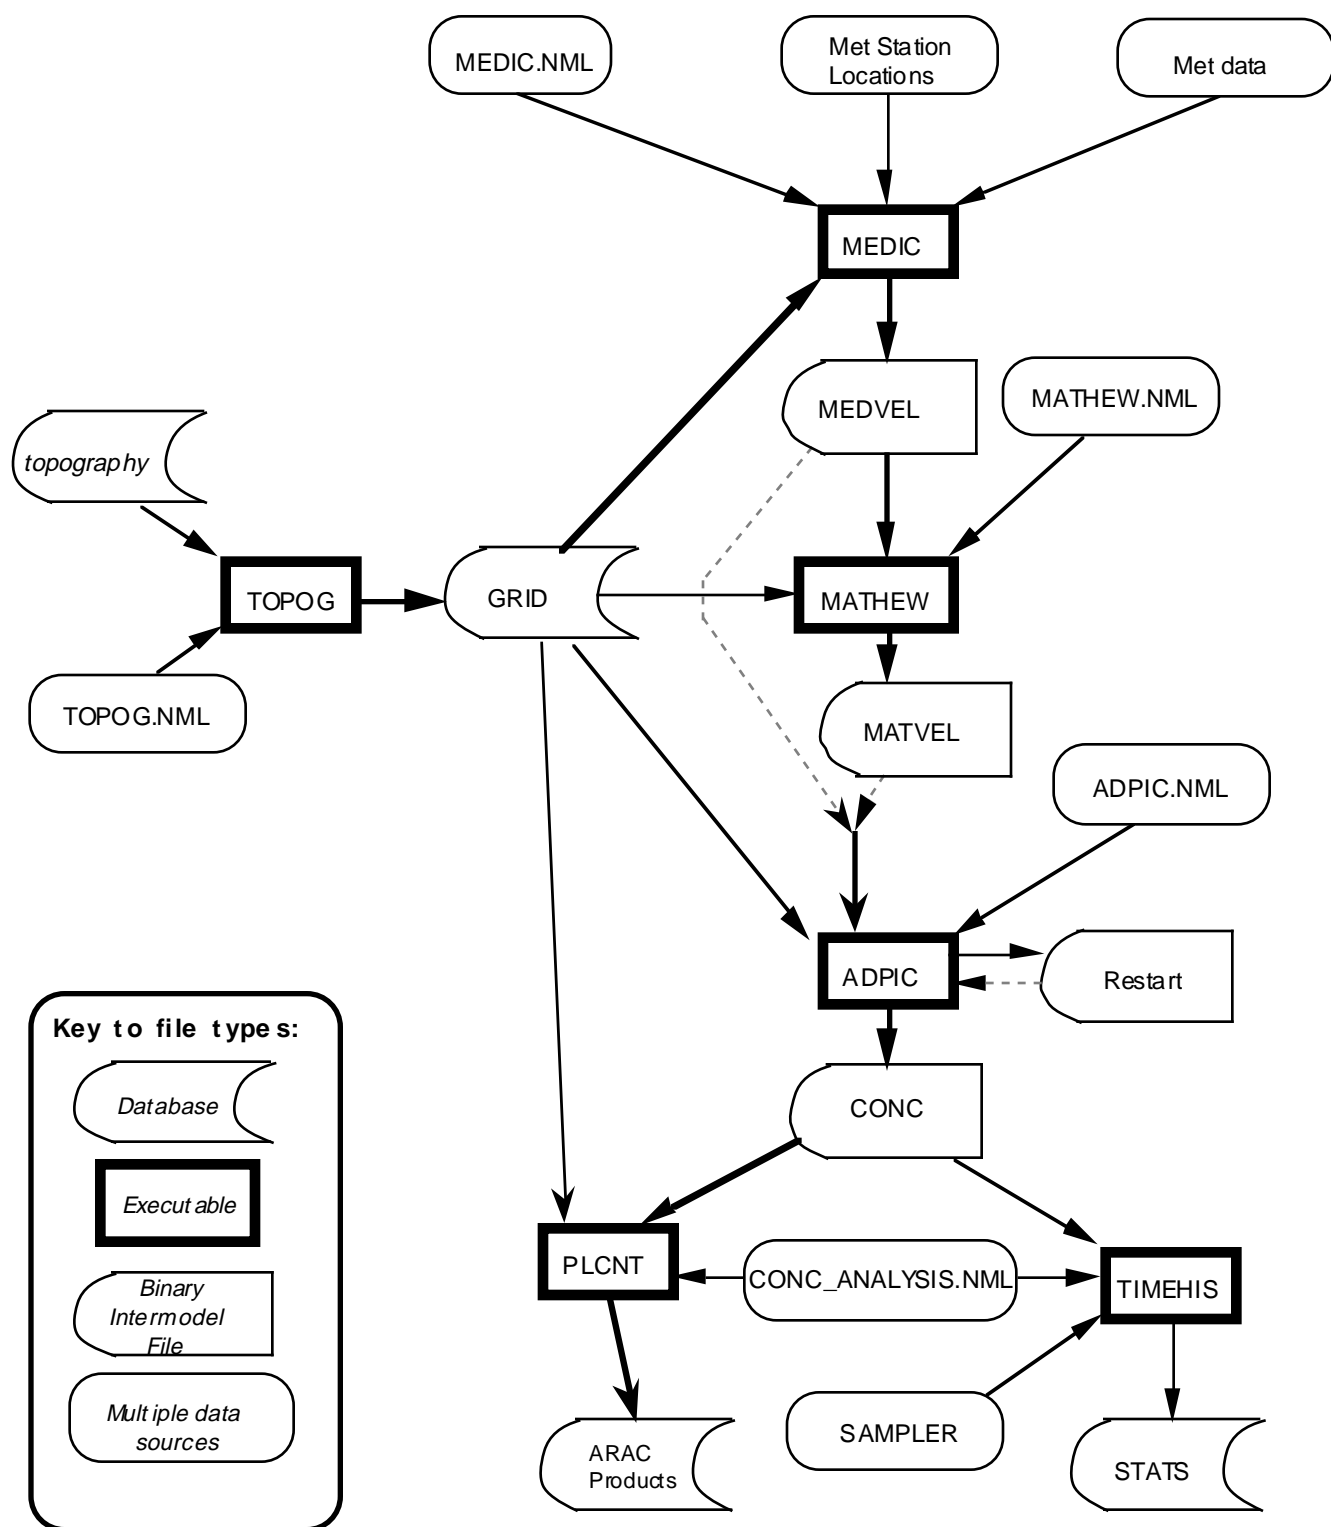 MEDIC.NML
Met Station
Locations
Met data
MEDIC
MEDVEL
MATHEW.NML
topography
TOPOG
GRID
MATHEW
TOPOG.NML
MATVEL
ADPIC.NML
ADPIC
Restart
Key to file types:
Database
Executable
Binary
Intermodel
File
Multiple data
sources
CONC
PLCNT
CONC_ANALYSIS.NML
TIMEHIS
SAMPLER
ARAC
Products
STATS